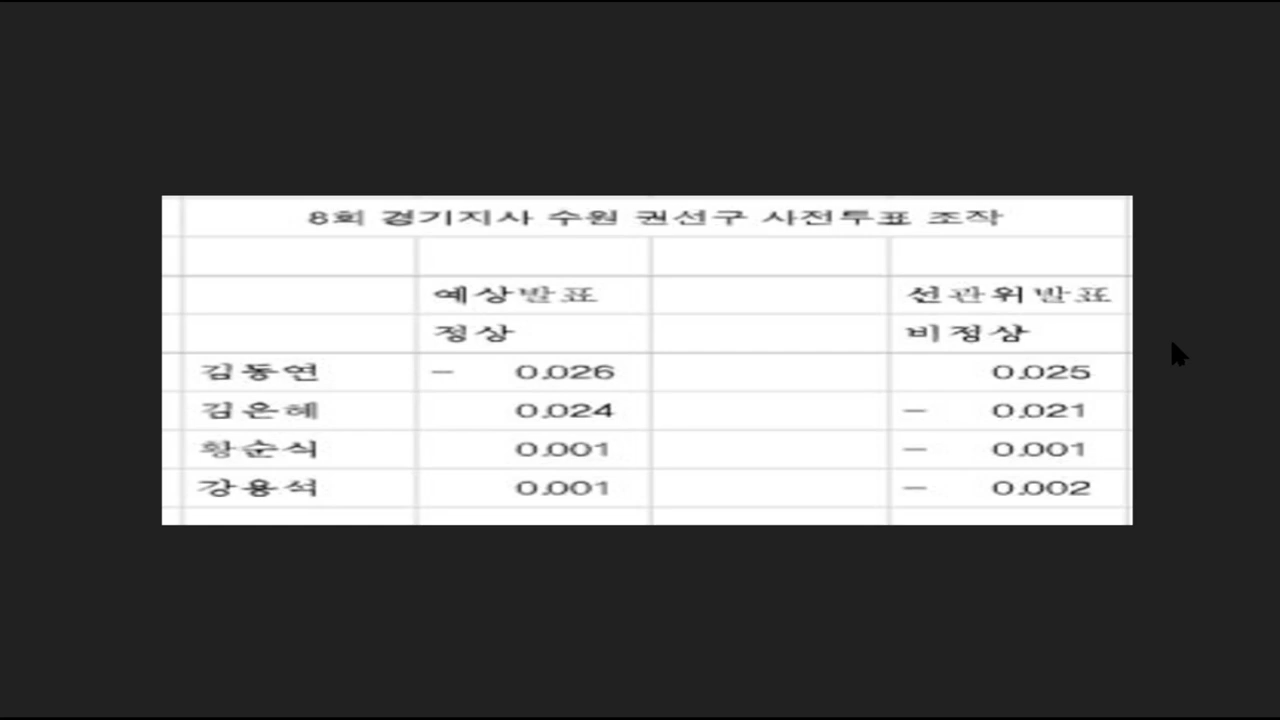 8회 경기지사 수원 권선구 사전투표 조작
예상발표 선관위발표
정상 비정상
김동연 - 0.026 0.025
김은혜 0.024 - 0.021
황순식 0.001 - 0.001
강용석 0.001 - 0.002